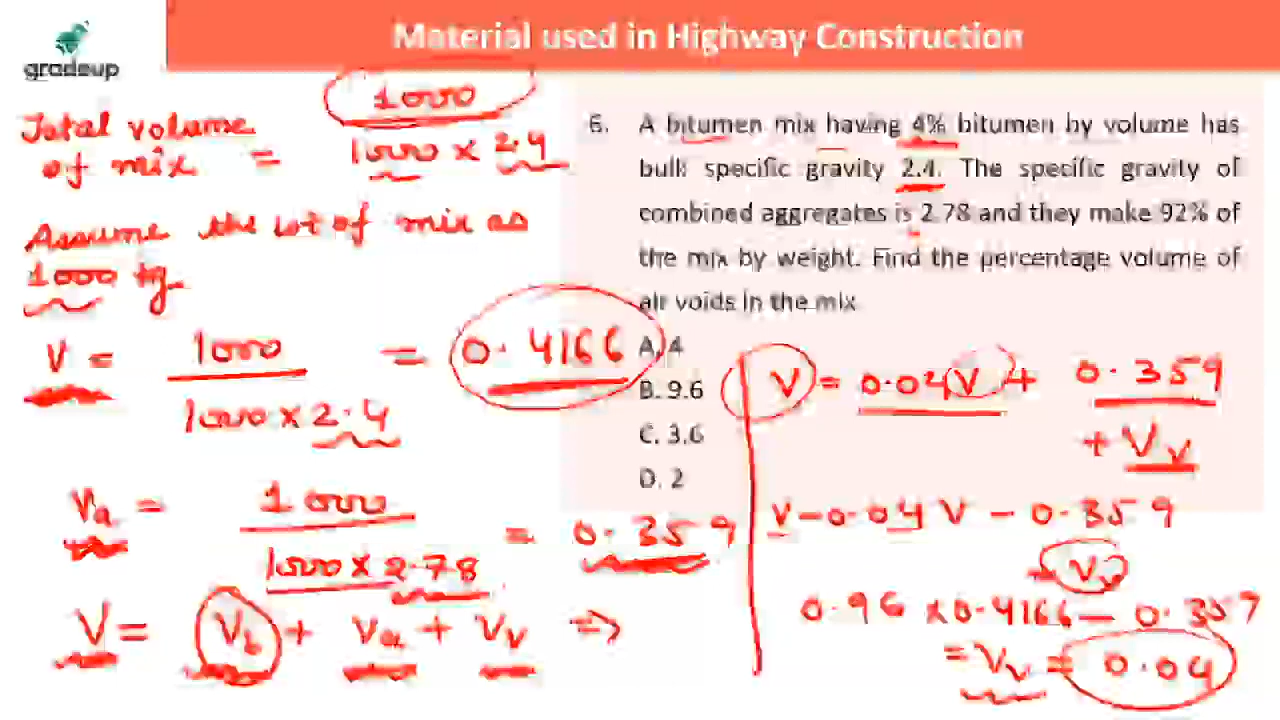 gradeup
Material used in Highway Construction
Total volume of mix = 1000 / 1000 × 2.4
Assume the lot of mix as
1000 kg.
V = 1000 / 1000 × 2.4 = 0.4166
Va = 1000 / 1000 × 2.78 = 0.359
V = Vb + Va + Vv ⇒
6. A bitumen mix having 4% bitumen by volume has
bulk specific gravity 2.4. The specific gravity of
combined aggregates is 2.78 and they make 92% of
the mix by weight. Find the percentage volume of
air voids in the mix
A. 4
B. 9.6
C. 3.6
D. 2
V = 0.04V + 0.359
+ Vv
V - 0.04V - 0.359
= Vv
0.96 × 0.4166 - 0.359
= Vv = 0.04